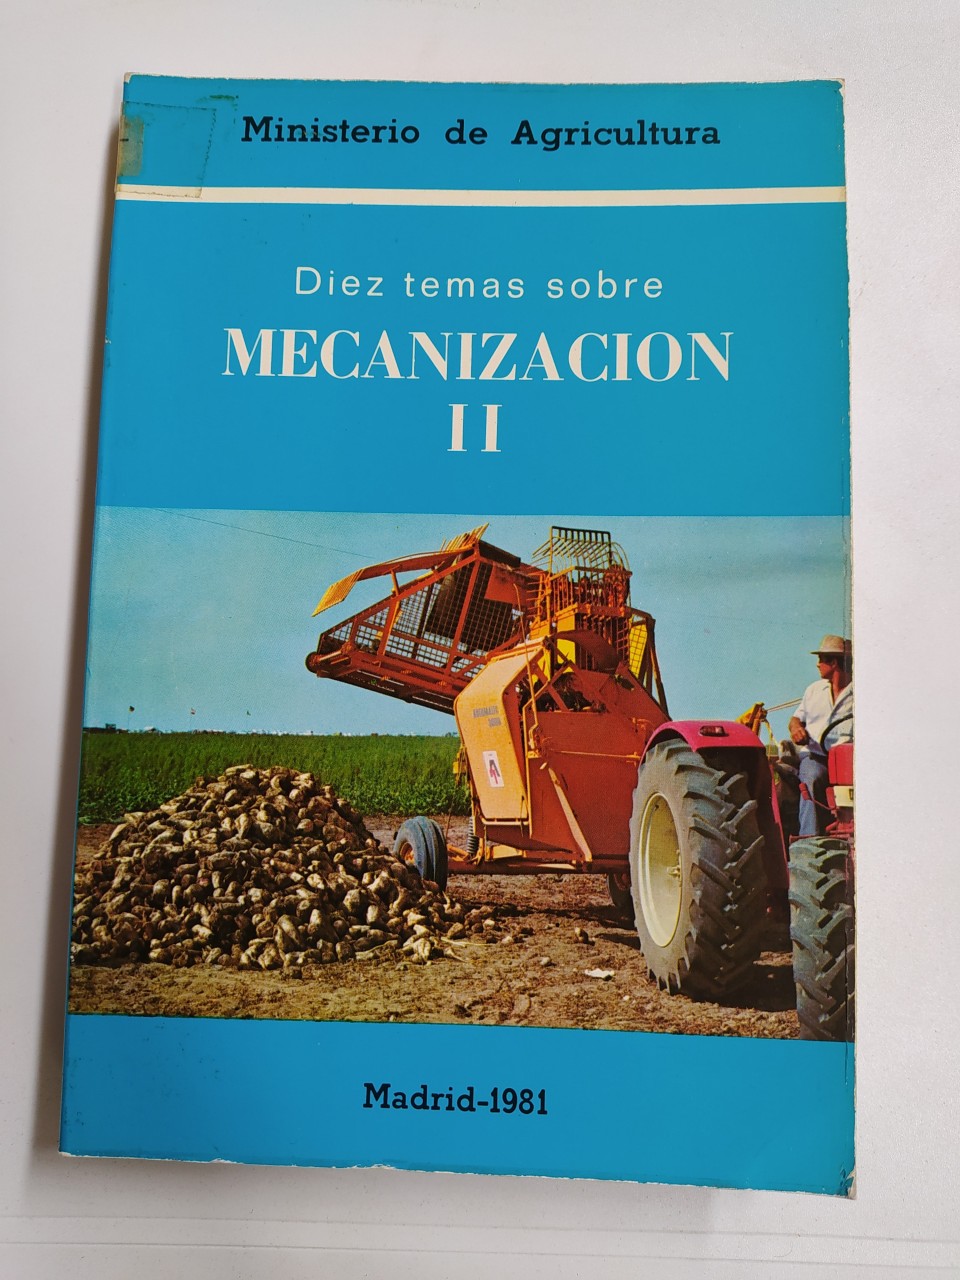 Ministerio de Agricultura
Diez temas sobre
MECANIZACION
II
Madrid-1981